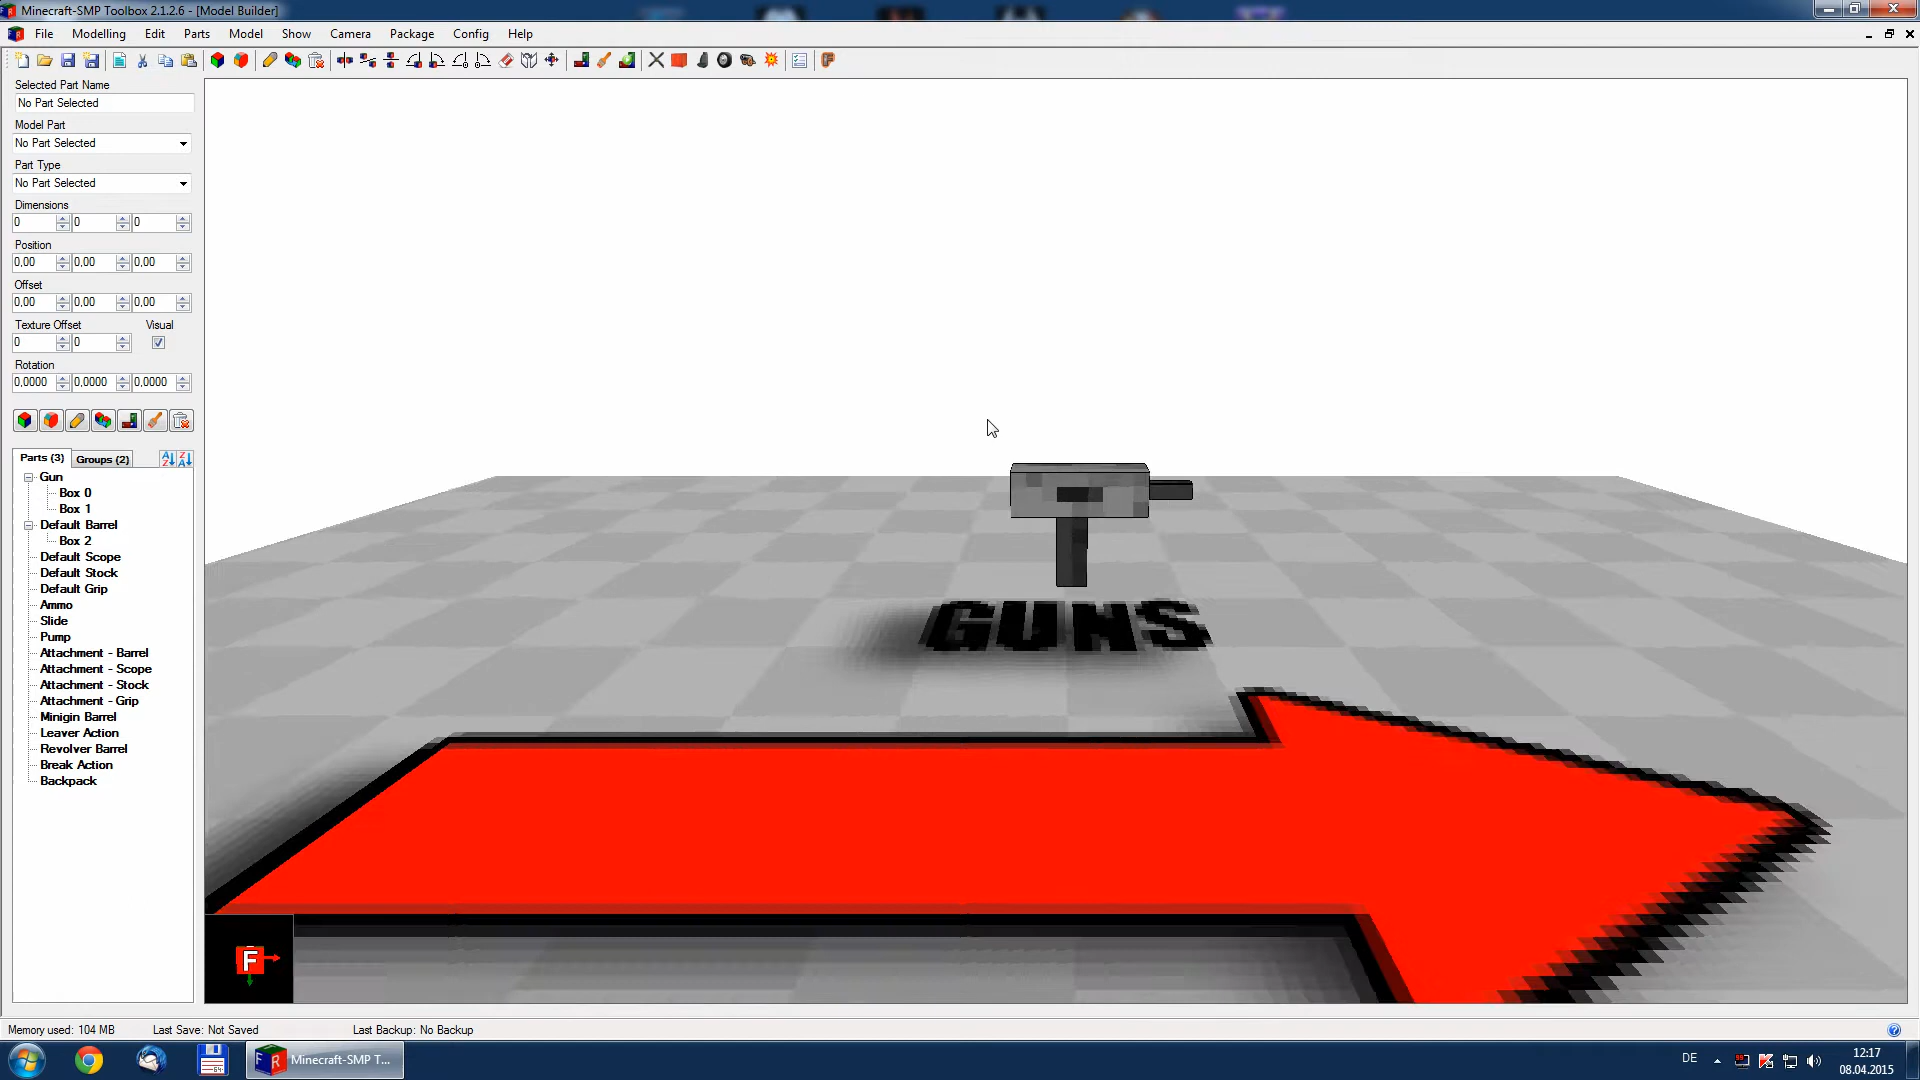 Minecraft-SMP Toolbox 2.1.2.6 - [Model Builder]
File Modelling Edit Parts Model Show Camera Package Config Help
Selected Part Name
No Part Selected
Model Part
No Part Selected
Part Type
No Part Selected
Dimensions
0 0 0
Position
0,00 0,00 0,00
Offset
0,00 0,00 0,00
Texture Offset Visual
0 0
Rotation
0,0000 0,0000 0,0000
Parts (3) Groups (2)
Gun
Box 0
Box 1
Default Barrel
Box 2
Default Scope
Default Stock
Default Grip
Ammo
Slide
Pump
Attachment - Barrel
Attachment - Scope
Attachment - Stock
Attachment - Grip
Minigin Barrel
Leaver Action
Revolver Barrel
Break Action
Backpack
GUNS
F
Memory used: 104 MB Last Save: Not Saved Last Backup: No Backup
Minecraft-SMP T...
DE
12:17
08.04.2015